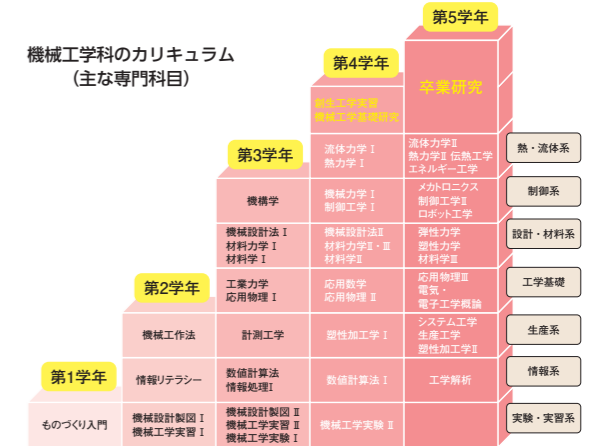 機械工学科のカリキュラム
（主な専門科目）
第5学年
卒業研究
第4学年
創生工学実習
機械工学基礎研究
流体力学Ⅰ
熱力学Ⅰ
流体力学Ⅱ
熱力学Ⅱ 伝熱工学
エネルギー工学
熱・流体系
第3学年
機構学
機械力学Ⅰ
制御工学Ⅰ
メカトロニクス
制御工学Ⅱ
ロボット工学
制御系
機械設計法Ⅰ
材料力学Ⅰ
材料学Ⅰ
機械設計法Ⅱ
材料力学Ⅱ・Ⅲ
材料学Ⅱ
弾性力学
塑性力学
材料学Ⅲ
設計・材料系
第2学年
工業力学
応用物理Ⅰ
応用数学
応用物理 Ⅱ
応用物理Ⅲ
電気・
電子工学概論
工学基礎
機械工作法
計測工学
塑性加工学Ⅰ
システム工学
生産工学
塑性加工学Ⅱ
生産系
第1学年
情報リテラシー
数値計算法
情報処理Ⅰ
数値計算法Ⅰ
工学解析
情報系
ものづくり入門
機械設計製図Ⅰ
機械工学実習Ⅰ
機械設計製図 Ⅱ
機械工学実習 Ⅱ
機械工学実験Ⅰ
機械工学実験 Ⅱ
実験・実習系